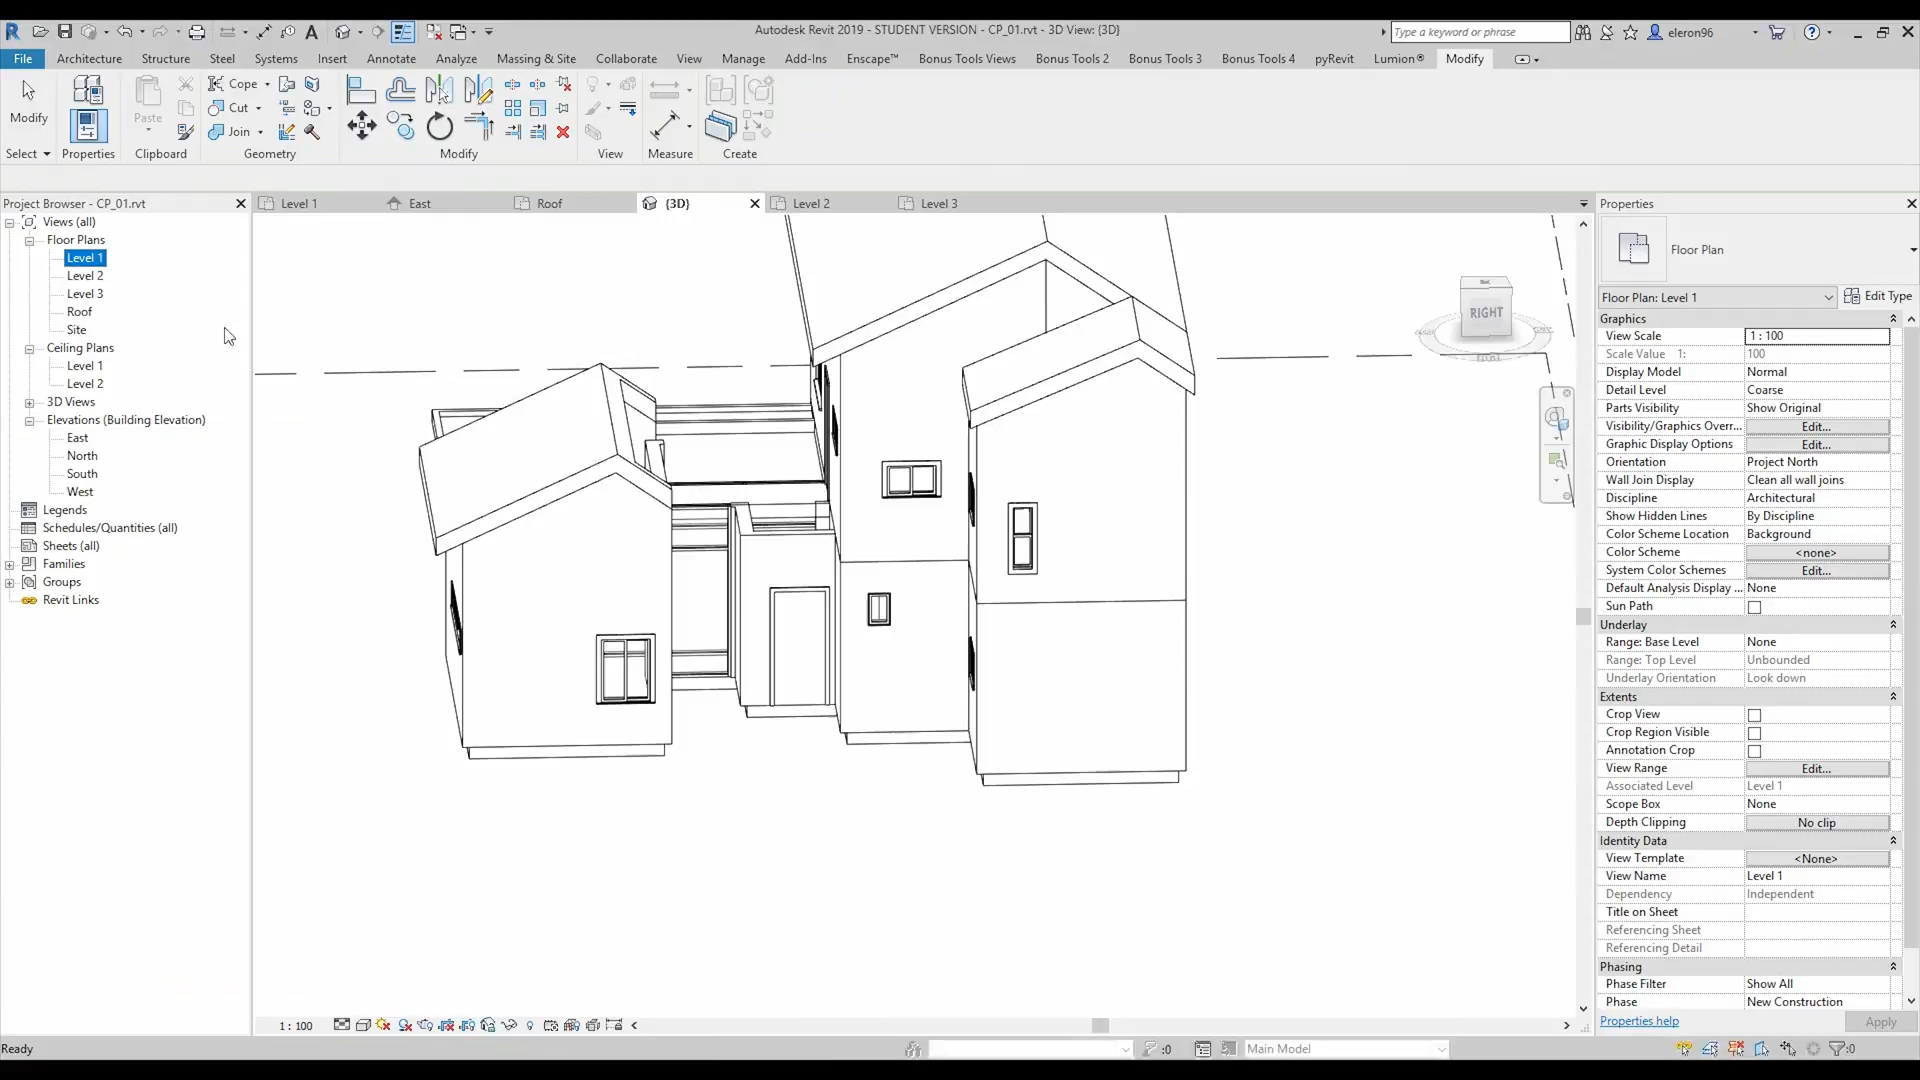 Autodesk Revit 2019 - STUDENT VERSION - CP_01.rvt - 3D View: {3D}
Type a keyword or phrase
eleron96
File Architecture Structure Steel Systems Insert Annotate Analyze Massing & Site Collaborate View Manage Add-Ins Enscape™ Bonus Tools Views Bonus Tools 2 Bonus Tools 3 Bonus Tools 4 pyRevit Lumion® Modify
Modify
Paste
Cope
Cut
Join
Select Properties Clipboard Geometry Modify View Measure Create
Project Browser - CP_01.rvt
Level 1 East Roof {3D} Level 2 Level 3
Views (all)
Floor Plans
Level 1
Level 2
Level 3
Roof
Site
Ceiling Plans
Level 1
Level 2
3D Views
Elevations (Building Elevation)
East
North
South
West
Legends
Schedules/Quantities (all)
Sheets (all)
Families
Groups
Revit Links
RIGHT
Properties
Floor Plan
Floor Plan: Level 1 Edit Type
Graphics
View Scale 1 : 100
Scale Value 1: 100
Display Model Normal
Detail Level Coarse
Parts Visibility Show Original
Visibility/Graphics Overr... Edit...
Graphic Display Options Edit...
Orientation Project North
Wall Join Display Clean all wall joins
Discipline Architectural
Show Hidden Lines By Discipline
Color Scheme Location Background
Color Scheme <none>
System Color Schemes Edit...
Default Analysis Display ... None
Sun Path
Underlay
Range: Base Level None
Range: Top Level Unbounded
Underlay Orientation Look down
Extents
Crop View
Crop Region Visible
Annotation Crop
View Range Edit...
Associated Level Level 1
Scope Box None
Depth Clipping No clip
Identity Data
View Template <None>
View Name Level 1
Dependency Independent
Title on Sheet
Referencing Sheet
Referencing Detail
Phasing
Phase Filter Show All
Phase New Construction
Properties help Apply
1 : 100
Ready
:0
Main Model
:0